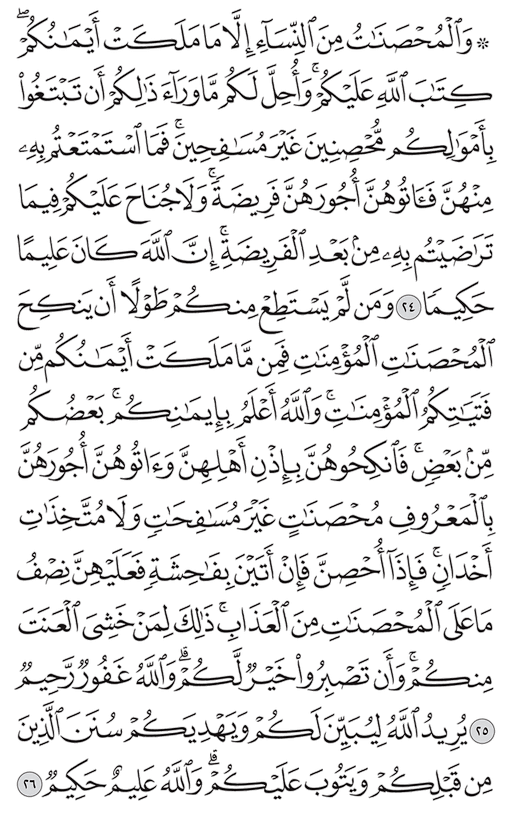 ۞ وَٱلْمُحْصَنَٰتُ مِنَ ٱلنِّسَآءِ إِلَّا مَا مَلَكَتْ أَيْمَٰنُكُمْ ۖ
كِتَٰبَ ٱللَّهِ عَلَيْكُمْ ۚ وَأُحِلَّ لَكُم مَّا وَرَآءَ ذَٰلِكُمْ أَن تَبْتَغُوا۟
بِأَمْوَٰلِكُم مُّحْصِنِينَ غَيْرَ مُسَٰفِحِينَ ۚ فَمَا ٱسْتَمْتَعْتُم بِهِۦ
مِنْهُنَّ فَـَٔاتُوهُنَّ أُجُورَهُنَّ فَرِيضَةً ۚ وَلَا جُنَاحَ عَلَيْكُمْ فِيمَا
تَرَٰضَيْتُم بِهِۦ مِنۢ بَعْدِ ٱلْفَرِيضَةِ ۚ إِنَّ ٱللَّهَ كَانَ عَلِيمًا
حَكِيمًا ٢٤ وَمَن لَّمْ يَسْتَطِعْ مِنكُمْ طَوْلًا أَن يَنكِحَ
ٱلْمُحْصَنَٰتِ ٱلْمُؤْمِنَٰتِ فَمِن مَّا مَلَكَتْ أَيْمَٰنُكُم مِّن
فَتَيَٰتِكُمُ ٱلْمُؤْمِنَٰتِ ۚ وَٱللَّهُ أَعْلَمُ بِإِيمَٰنِكُم ۚ بَعْضُكُم
مِّنۢ بَعْضٍ ۚ فَٱنكِحُوهُنَّ بِإِذْنِ أَهْلِهِنَّ وَءَاتُوهُنَّ أُجُورَهُنَّ
بِٱلْمَعْرُوفِ مُحْصَنَٰتٍ غَيْرَ مُسَٰفِحَٰتٍ وَلَا مُتَّخِذَٰتِ
أَخْدَانٍ ۚ فَإِذَآ أُحْصِنَّ فَإِنْ أَتَيْنَ بِفَٰحِشَةٍ فَعَلَيْهِنَّ نِصْفُ
مَا عَلَى ٱلْمُحْصَنَٰتِ مِنَ ٱلْعَذَابِ ۚ ذَٰلِكَ لِمَنْ خَشِىَ ٱلْعَنَتَ
مِنكُمْ ۚ وَأَن تَصْبِرُوا۟ خَيْرٌ لَّكُمْ ۗ وَٱللَّهُ غَفُورٌ رَّحِيمٌ
٢٥ يُرِيدُ ٱللَّهُ لِيُبَيِّنَ لَكُمْ وَيَهْدِيَكُمْ سُنَنَ ٱلَّذِينَ
مِن قَبْلِكُمْ وَيَتُوبَ عَلَيْكُمْ ۗ وَٱللَّهُ عَلِيمٌ حَكِيمٌ ٢٦